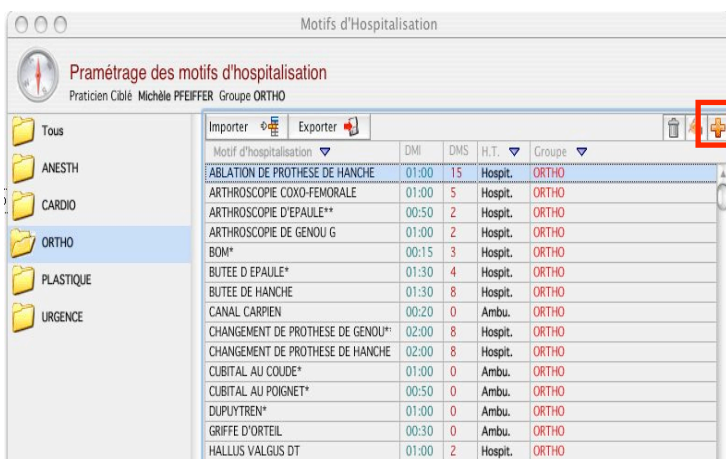 Motifs d'Hospitalisation
Pramétrage des motifs d'hospitalisation
Praticien Ciblé Michèle PFEIFFER Groupe ORTHO
Tous
ANESTH
CARDIO
ORTHO
PLASTIQUE
URGENCE
Importer Exporter
Motif d'hospitalisation DMI DMS H.T. Groupe
ABLATION DE PROTHESE DE HANCHE 01:00 15 Hospit. ORTHO
ARTHROSCOPIE COXO-FEMORALE 01:00 5 Hospit. ORTHO
ARTHROSCOPIE D'EPAULE** 00:50 2 Hospit. ORTHO
ARTHROSCOPIE DE GENOU G 01:00 2 Hospit. ORTHO
BOM* 00:15 3 Hospit. ORTHO
BUTEE D EPAULE* 01:30 4 Hospit. ORTHO
BUTEE DE HANCHE 01:30 8 Hospit. ORTHO
CANAL CARPIEN 00:20 0 Ambu. ORTHO
CHANGEMENT DE PROTHESE DE GENOU* 02:00 8 Hospit. ORTHO
CHANGEMENT DE PROTHESE DE HANCHE 02:00 8 Hospit. ORTHO
CUBITAL AU COUDE* 01:00 0 Ambu. ORTHO
CUBITAL AU POIGNET* 00:50 0 Ambu. ORTHO
DUPUYTREN* 01:00 0 Ambu. ORTHO
GRIFFE D'ORTEIL 00:30 0 Ambu. ORTHO
HALLUS VALGUS DT 01:00 2 Hospit. ORTHO